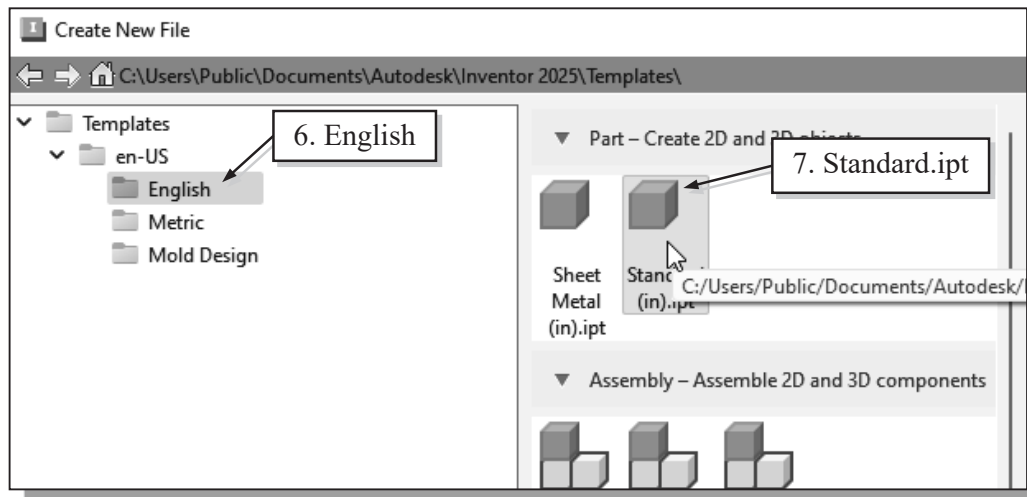 Create New File
C:\Users\Public\Documents\Autodesk\Inventor 2025\Templates\
Templates
en-US
English
Metric
Mold Design
6. English
Part – Create 2D and 3D objects
7. Standard.ipt
Sheet
Metal
(in).ipt
(in).ipt
C:/Users/Public/Documents/Autodesk/
Assembly – Assemble 2D and 3D components